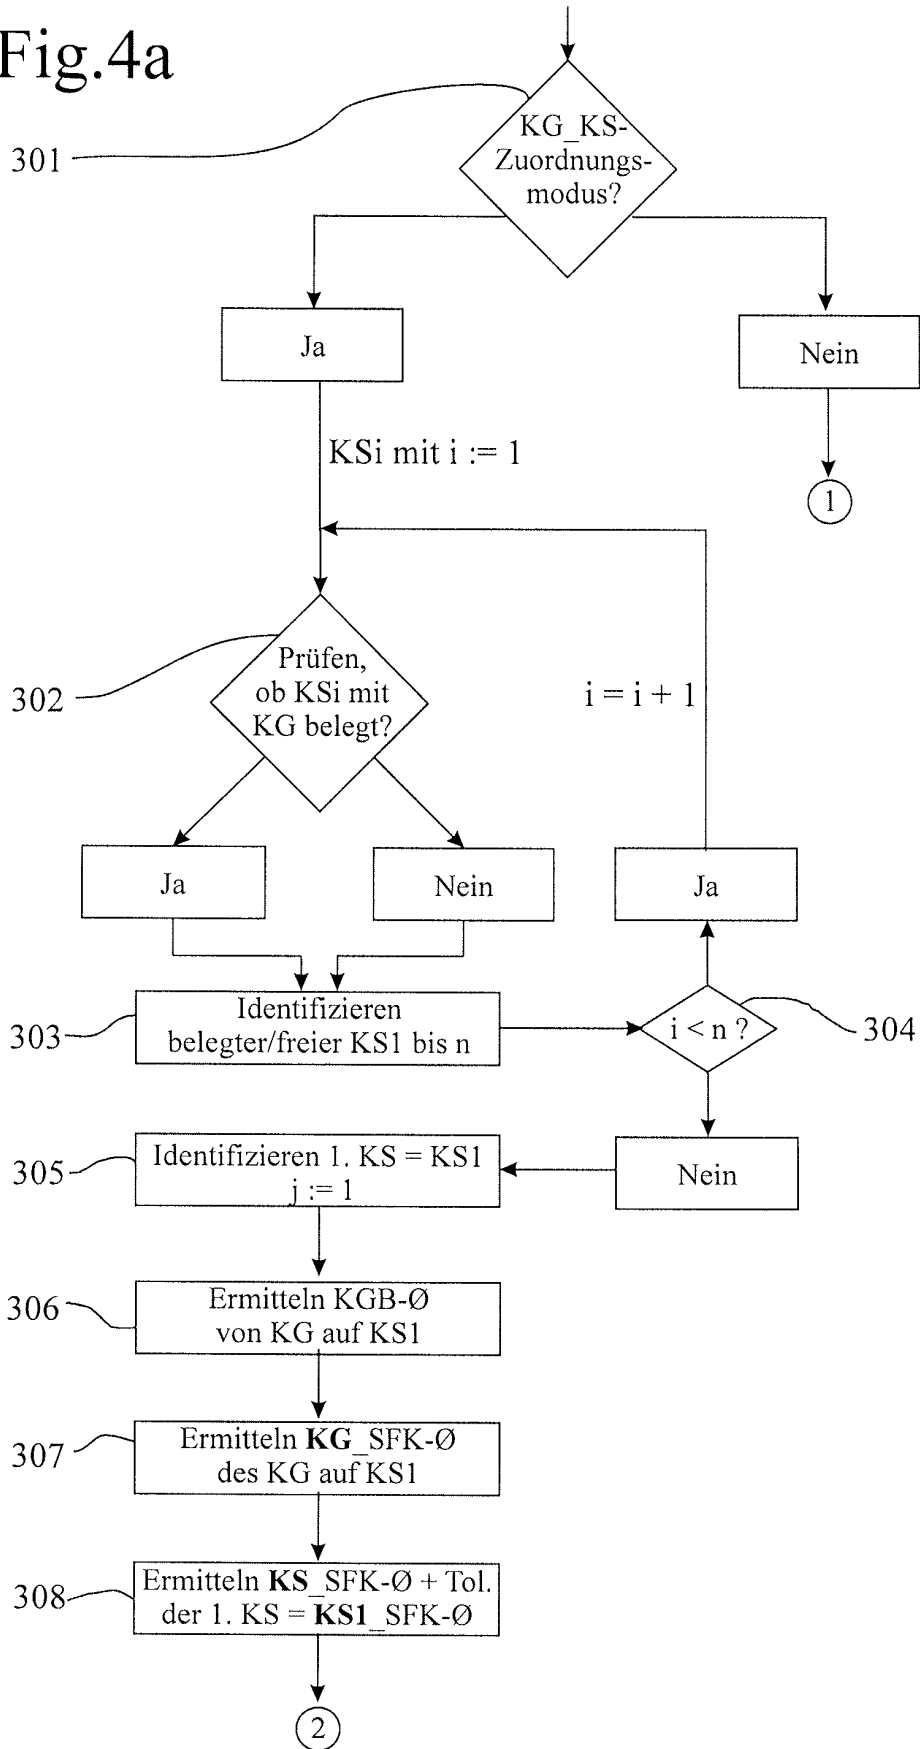 Fig.4a
301
KG_KS-
Zuordnungs-
modus?
Ja
Nein
KSi mit i := 1
1
302
Prüfen,
ob KSi mit
KG belegt?
i = i + 1
Ja
Nein
Ja
303
Identifizieren
belegter/freier KS1 bis n
i < n ?
304
305
Identifizieren 1. KS = KS1
j := 1
Nein
306
Ermitteln KGB-Ø
von KG auf KS1
307
Ermitteln KG_SFK-Ø
des KG auf KS1
308
Ermitteln KS_SFK-Ø + Tol.
der 1. KS = KS1_SFK-Ø
2